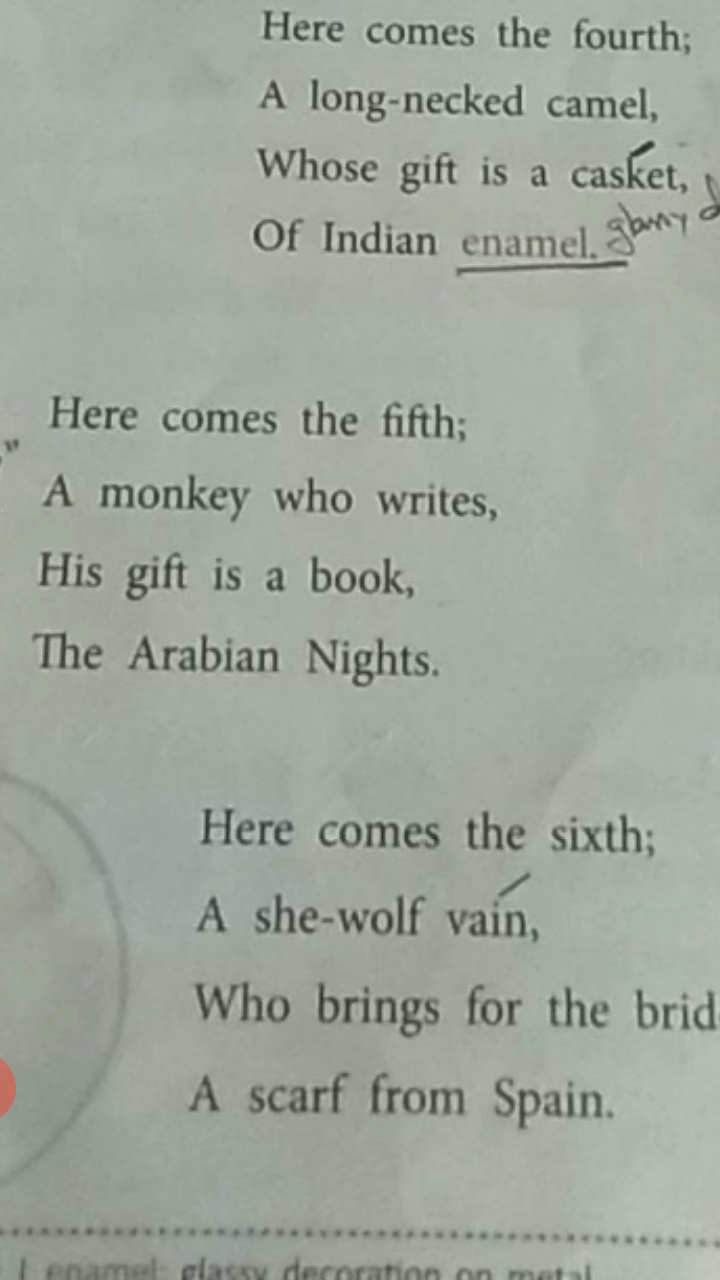 Here comes the fourth;
A long-necked camel,
Whose gift is a casket,
Of Indian enamel.
Here comes the fifth;
A monkey who writes,
His gift is a book,
The Arabian Nights.
Here comes the sixth;
A she-wolf vain,
Who brings for the brid
A scarf from Spain.
enamel: glassy decoration on metal